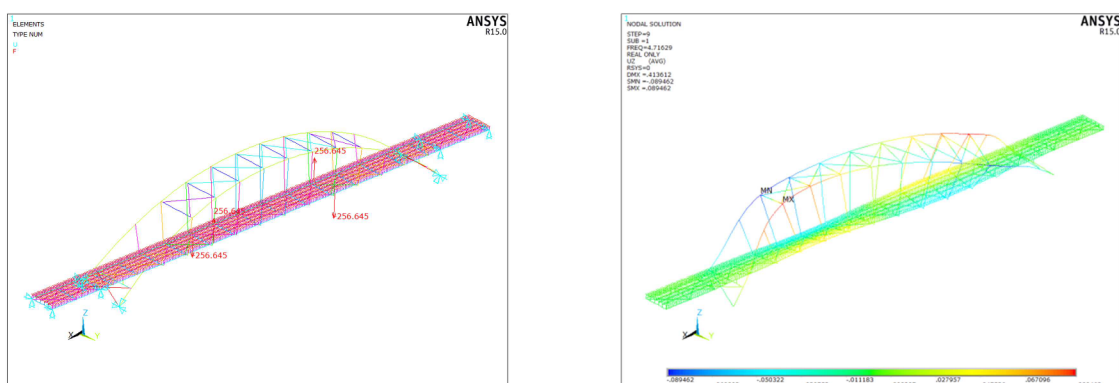 1
ELEMENTS
TYPE NUM
U
F
ANSYS
R15.0
256.645
256.645
256.645
256.645
Z
X
Y
1
NODAL SOLUTION
STEP=9
SUB =1
FREQ=4.71629
REAL ONLY
UZ (AVG)
RSYS=0
DMX =.413612
SMN =-.089462
SMX =.089462
ANSYS
R15.0
MN
MX
Z
X
Y
-.089462
-.050322
-.011183
.027957
.067096